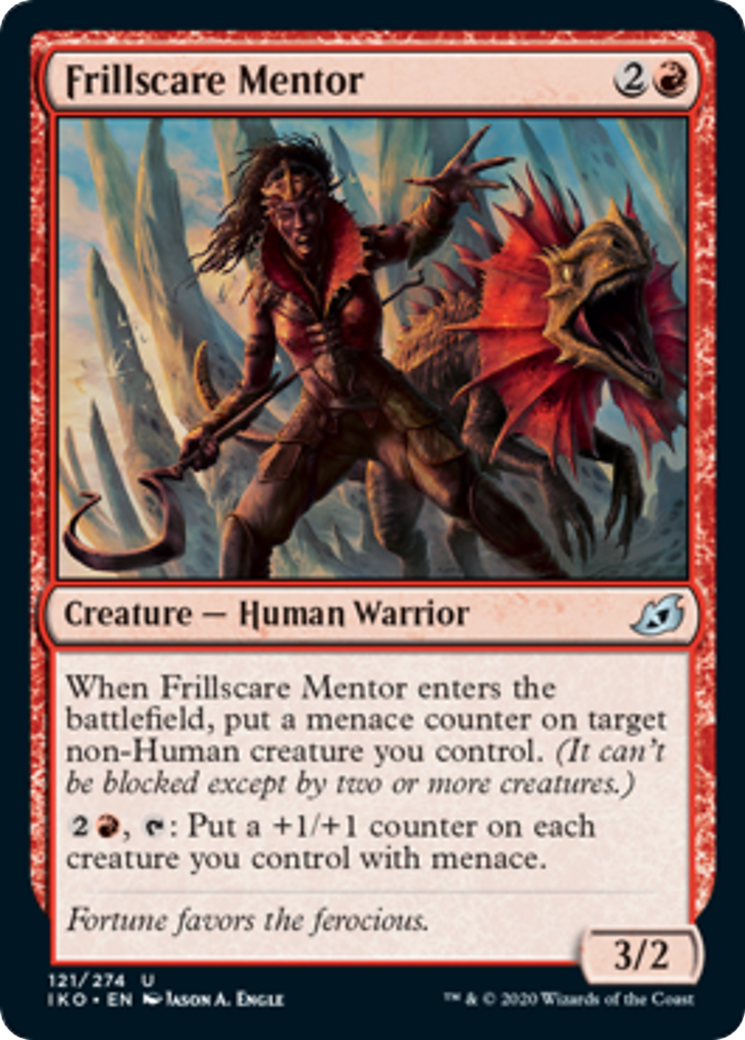 Frillscare Mentor 2
Creature — Human Warrior
When Frillscare Mentor enters the
battlefield, put a menace counter on target
non-Human creature you control. (It can't
be blocked except by two or more creatures.)
2 , : Put a +1/+1 counter on each
creature you control with menace.
Fortune favors the ferocious.
3/2
121/274 U
IKO • EN Jason A. Engle
™ & © 2020 Wizards of the Coast